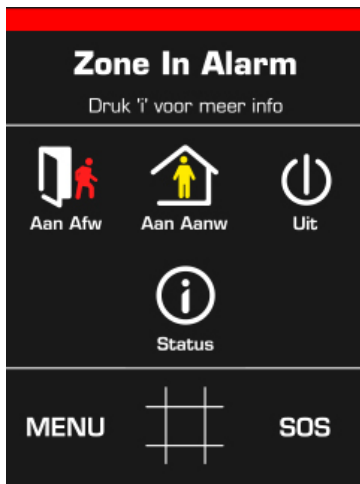 Zone In Alarm
Druk 'i' voor meer info
Aan Afw
Aan Aanw
Uit
Status
MENU
SOS